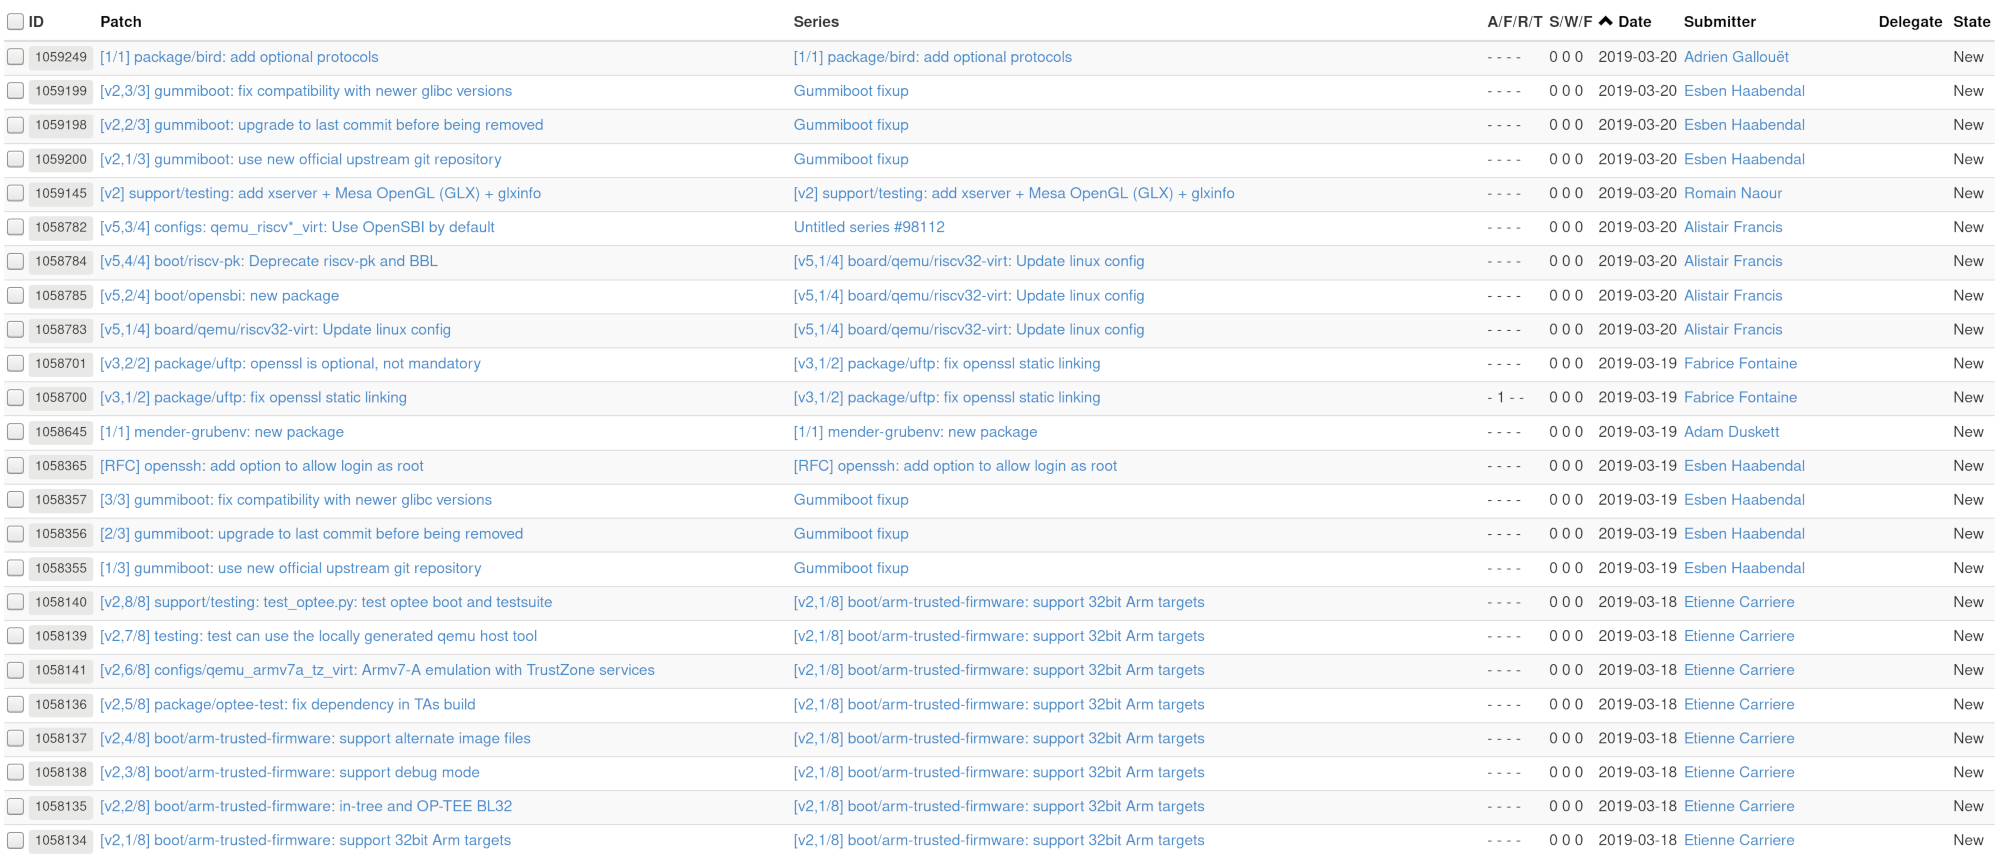 ID Patch Series A/F/R/T S/W/F Date Submitter Delegate State
1059249 [1/1] package/bird: add optional protocols [1/1] package/bird: add optional protocols - - - - 0 0 0 2019-03-20 Adrien Gallouët New
1059199 [v2,3/3] gummiboot: fix compatibility with newer glibc versions Gummiboot fixup - - - - 0 0 0 2019-03-20 Esben Haabendal New
1059198 [v2,2/3] gummiboot: upgrade to last commit before being removed Gummiboot fixup - - - - 0 0 0 2019-03-20 Esben Haabendal New
1059200 [v2,1/3] gummiboot: use new official upstream git repository Gummiboot fixup - - - - 0 0 0 2019-03-20 Esben Haabendal New
1059145 [v2] support/testing: add xserver + Mesa OpenGL (GLX) + glxinfo [v2] support/testing: add xserver + Mesa OpenGL (GLX) + glxinfo - - - - 0 0 0 2019-03-20 Romain Naour New
1058782 [v5,3/4] configs: qemu_riscv*_virt: Use OpenSBI by default Untitled series #98112 - - - - 0 0 0 2019-03-20 Alistair Francis New
1058784 [v5,4/4] boot/riscv-pk: Deprecate riscv-pk and BBL [v5,1/4] board/qemu/riscv32-virt: Update linux config - - - - 0 0 0 2019-03-20 Alistair Francis New
1058785 [v5,2/4] boot/opensbi: new package [v5,1/4] board/qemu/riscv32-virt: Update linux config - - - - 0 0 0 2019-03-20 Alistair Francis New
1058783 [v5,1/4] board/qemu/riscv32-virt: Update linux config [v5,1/4] board/qemu/riscv32-virt: Update linux config - - - - 0 0 0 2019-03-20 Alistair Francis New
1058701 [v3,2/2] package/uftp: openssl is optional, not mandatory [v3,1/2] package/uftp: fix openssl static linking - - - - 0 0 0 2019-03-19 Fabrice Fontaine New
1058700 [v3,1/2] package/uftp: fix openssl static linking [v3,1/2] package/uftp: fix openssl static linking - 1 - - 0 0 0 2019-03-19 Fabrice Fontaine New
1058645 [1/1] mender-grubenv: new package [1/1] mender-grubenv: new package - - - - 0 0 0 2019-03-19 Adam Duskett New
1058365 [RFC] openssh: add option to allow login as root [RFC] openssh: add option to allow login as root - - - - 0 0 0 2019-03-19 Esben Haabendal New
1058357 [3/3] gummiboot: fix compatibility with newer glibc versions Gummiboot fixup - - - - 0 0 0 2019-03-19 Esben Haabendal New
1058356 [2/3] gummiboot: upgrade to last commit before being removed Gummiboot fixup - - - - 0 0 0 2019-03-19 Esben Haabendal New
1058355 [1/3] gummiboot: use new official upstream git repository Gummiboot fixup - - - - 0 0 0 2019-03-19 Esben Haabendal New
1058140 [v2,8/8] support/testing: test_optee.py: test optee boot and testsuite [v2,1/8] boot/arm-trusted-firmware: support 32bit Arm targets - - - - 0 0 0 2019-03-18 Etienne Carriere New
1058139 [v2,7/8] testing: test can use the locally generated qemu host tool [v2,1/8] boot/arm-trusted-firmware: support 32bit Arm targets - - - - 0 0 0 2019-03-18 Etienne Carriere New
1058141 [v2,6/8] configs/qemu_armv7a_tz_virt: Armv7-A emulation with TrustZone services [v2,1/8] boot/arm-trusted-firmware: support 32bit Arm targets - - - - 0 0 0 2019-03-18 Etienne Carriere New
1058136 [v2,5/8] package/optee-test: fix dependency in TAs build [v2,1/8] boot/arm-trusted-firmware: support 32bit Arm targets - - - - 0 0 0 2019-03-18 Etienne Carriere New
1058137 [v2,4/8] boot/arm-trusted-firmware: support alternate image files [v2,1/8] boot/arm-trusted-firmware: support 32bit Arm targets - - - - 0 0 0 2019-03-18 Etienne Carriere New
1058138 [v2,3/8] boot/arm-trusted-firmware: support debug mode [v2,1/8] boot/arm-trusted-firmware: support 32bit Arm targets - - - - 0 0 0 2019-03-18 Etienne Carriere New
1058135 [v2,2/8] boot/arm-trusted-firmware: in-tree and OP-TEE BL32 [v2,1/8] boot/arm-trusted-firmware: support 32bit Arm targets - - - - 0 0 0 2019-03-18 Etienne Carriere New
1058134 [v2,1/8] boot/arm-trusted-firmware: support 32bit Arm targets [v2,1/8] boot/arm-trusted-firmware: support 32bit Arm targets - - - - 0 0 0 2019-03-18 Etienne Carriere New